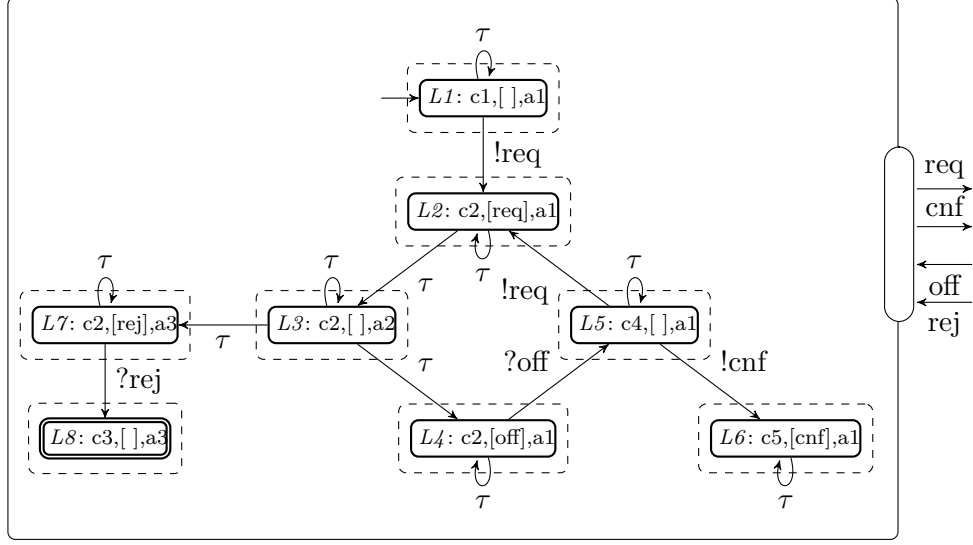 τ
L1: c1,[ ],a1
!req
req
cnf
off
rej
L2: c2,[req],a1
τ
τ
!req
τ
τ
τ
L7: c2,[rej],a3
L3: c2,[ ],a2
L5: c4,[ ],a1
τ
τ
?off
!cnf
?rej
L8: c3,[ ],a3
L4: c2,[off],a1
L6: c5,[cnf],a1
τ
τ